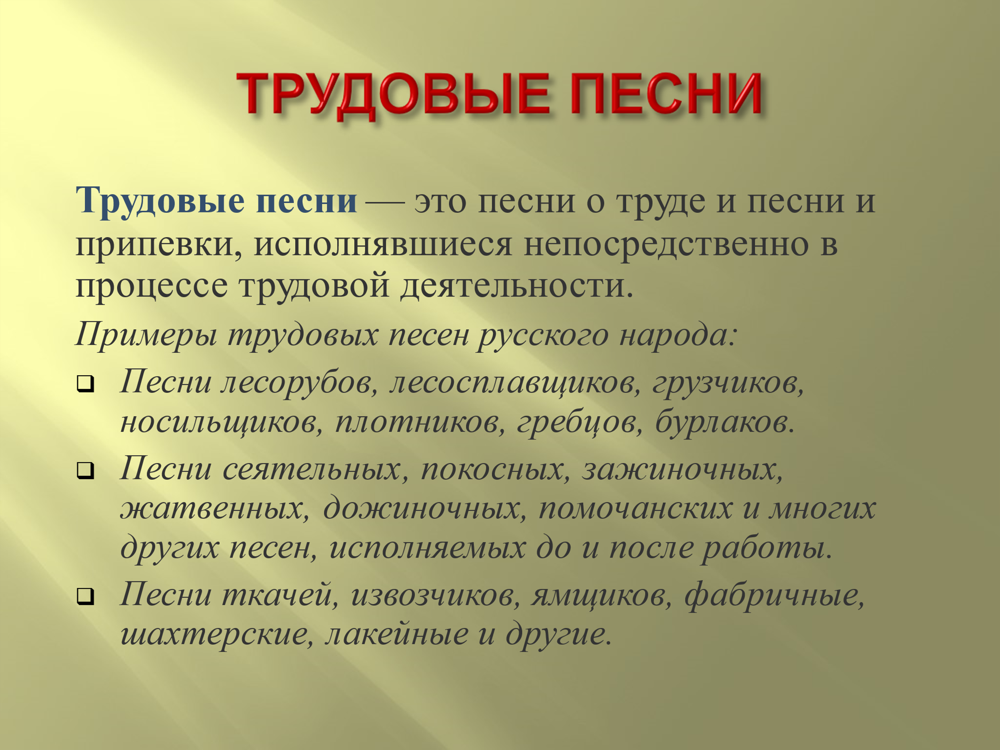 ТРУДОВЫЕ ПЕСНИ
Трудовые песни — это песни о труде и песни и
припевки, исполнявшиеся непосредственно в
процессе трудовой деятельности.
Примеры трудовых песен русского народа:
Песни лесорубов, лесосплавщиков, грузчиков,
носильщиков, плотников, гребцов, бурлаков.
Песни сеятельных, покосных, зажиночных,
жатвенных, дожиночных, помочанских и многих
других песен, исполняемых до и после работы.
Песни ткачей, извозчиков, ямщиков, фабричные,
шахтерские, лакейные и другие.